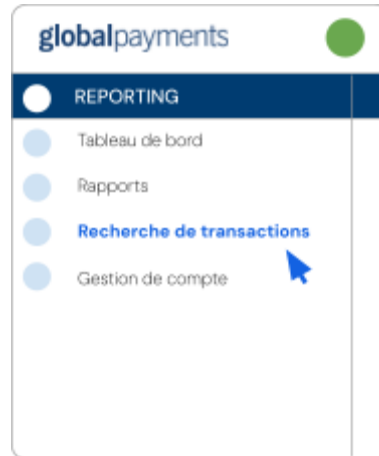 globalpayments
REPORTING
Tableau de bord
Rapports
Recherche de transactions
Gestion de compte